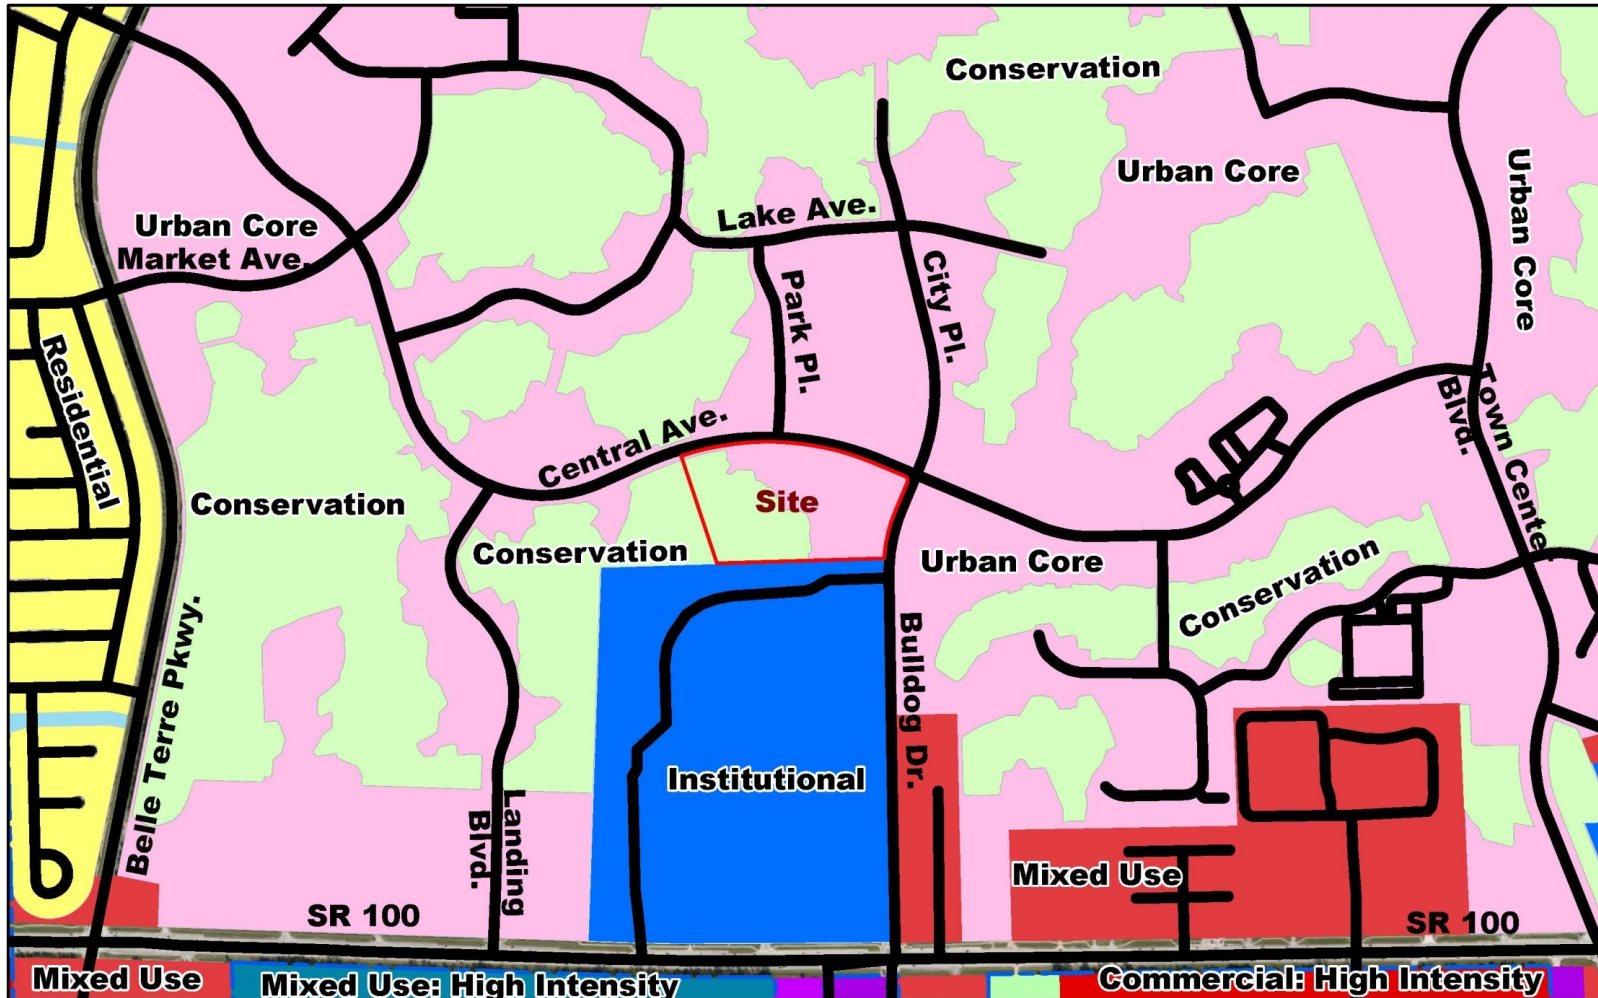 Conservation
Urban Core
Urban Core
Lake Ave.
Urban Core
Market Ave.
Park Pl.
City Pl.
Residential
Central Ave.
Town Center
Blvd.
Conservation
Site
Conservation
Urban Core
Conservation
Belle Terre Pkwy.
Bulldog Dr.
Institutional
Landing
Blvd.
Mixed Use
SR 100
SR 100
Mixed Use
Mixed Use: High Intensity
Commercial: High Intensity